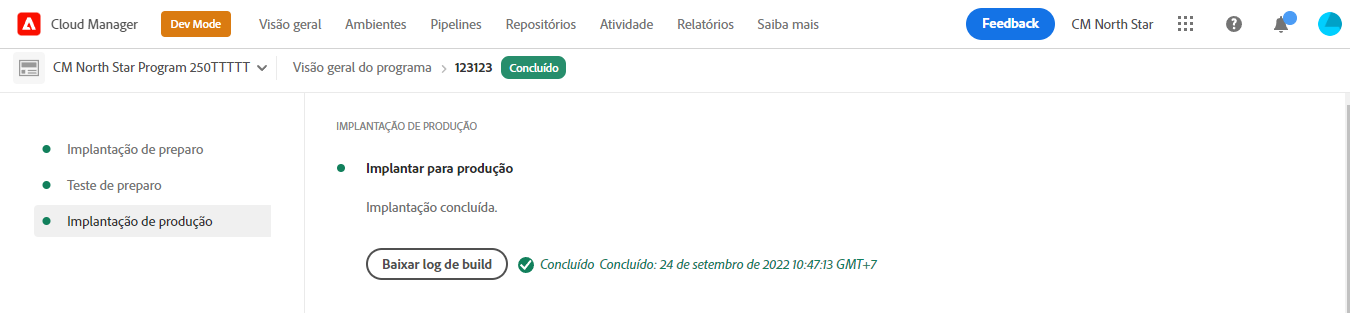 Cloud Manager Dev Mode Visão geral Ambientes Pipelines Repositórios Atividade Relatórios Saiba mais Feedback CM North Star
CM North Star Program 250TTTTT Visão geral do programa > 123123 Concluído
Implantação de preparo
Teste de preparo
Implantação de produção
IMPLANTAÇÃO DE PRODUÇÃO
Implantar para produção
Implantação concluída.
Baixar log de build Concluído Concluído: 24 de setembro de 2022 10:47:13 GMT+7